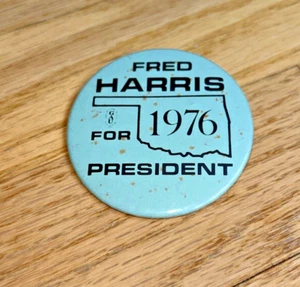 FRED
HARRIS
1976
FOR
PRESIDENT